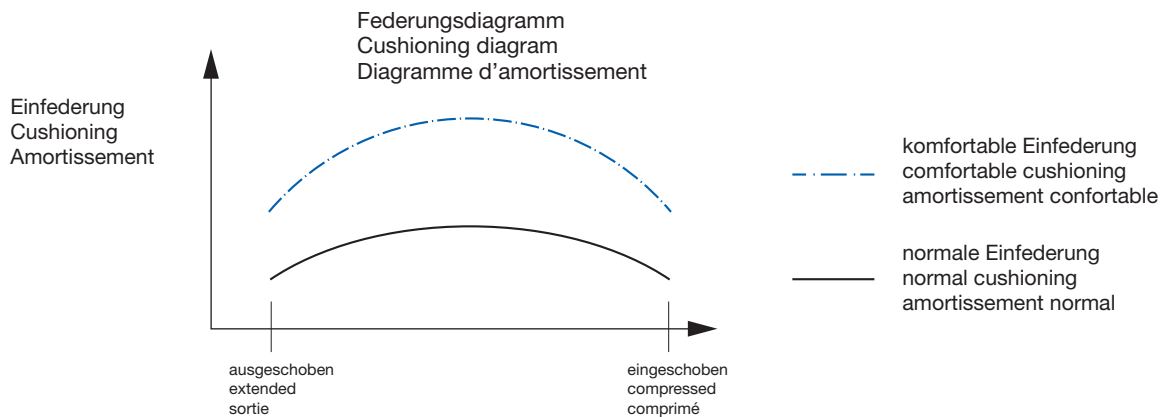 Federungsdiagramm
Cushioning diagram
Diagramme d’amortissement
Einfederung
Cushioning
Amortissement
komfortable Einfederung
comfortable cushioning
amortissement confortable
normale Einfederung
normal cushioning
amortissement normal
ausgeschoben
extended
sortie
eingeschoben
compressed
comprimé